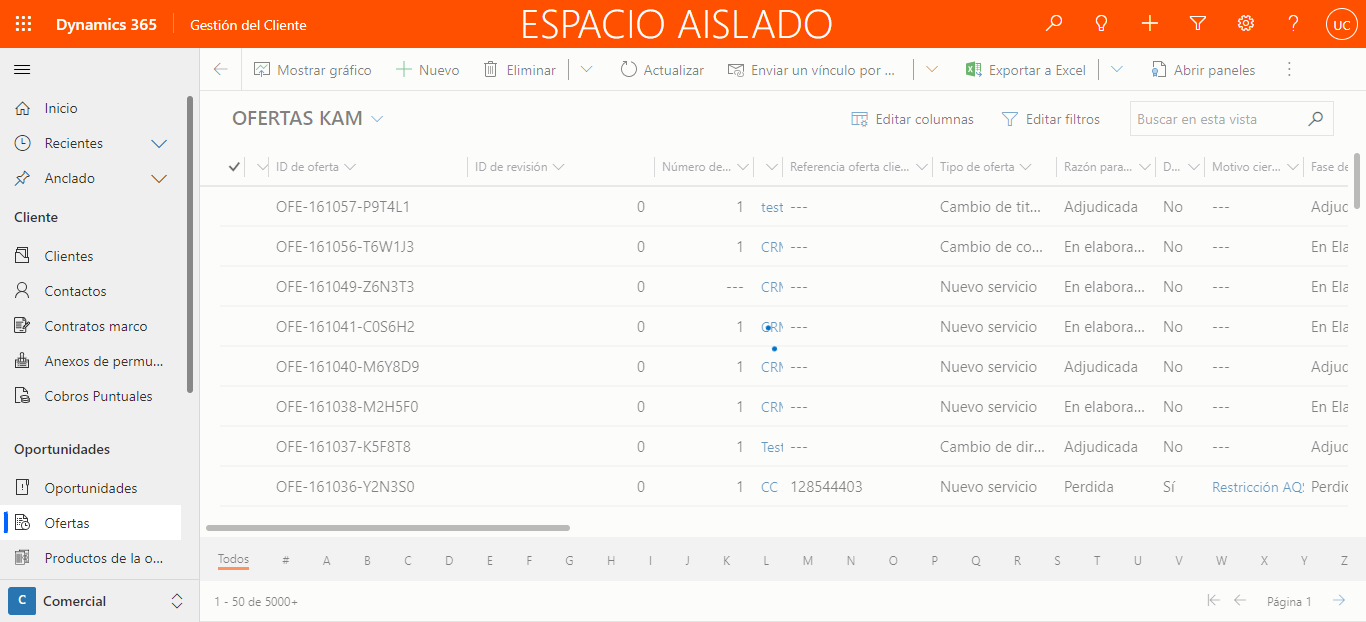 Dynamics 365 Gestión del Cliente ESPACIO AISLADO ? UC
Mostrar gráfico Nuevo Eliminar Actualizar Enviar un vínculo por ... Exportar a Excel Abrir paneles
Inicio
Recientes
Anclado
Cliente
Clientes
Contactos
Contratos marco
Anexos de permu...
Cobros Puntuales
Oportunidades
Oportunidades
Ofertas
Productos de la o...
C Comercial
OFERTAS KAM Editar columnas Editar filtros Buscar en esta vista
ID de oferta ID de revisión Número de... Referencia oferta clie... Tipo de oferta Razón para... D... Motivo cier... Fase de
OFE-161057-P9T4L1 0 1 test --- Cambio de tit... Adjudicada No --- Adjuc
OFE-161056-T6W1J3 0 1 CRM --- Cambio de co... En elabora... No --- En Ela
OFE-161049-Z6N3T3 0 --- CRM --- Nuevo servicio En elabora... No --- En Ela
OFE-161041-C0S6H2 0 1 CRM --- Nuevo servicio En elabora... No --- En Ela
OFE-161040-M6Y8D9 0 1 CRM --- Nuevo servicio Adjudicada No --- Adjuc
OFE-161038-M2H5F0 0 1 CRM --- Nuevo servicio En elabora... No --- En Ela
OFE-161037-K5F8T8 0 1 Test --- Cambio de dir... Adjudicada No --- Adjuc
OFE-161036-Y2N3S0 0 1 CC 128544403 Nuevo servicio Perdida Sí Restricción AQS Perdic
Todos # A B C D E F G H I J K L M N O P Q R S T U V W X Y Z
1 - 50 de 5000+ Página 1